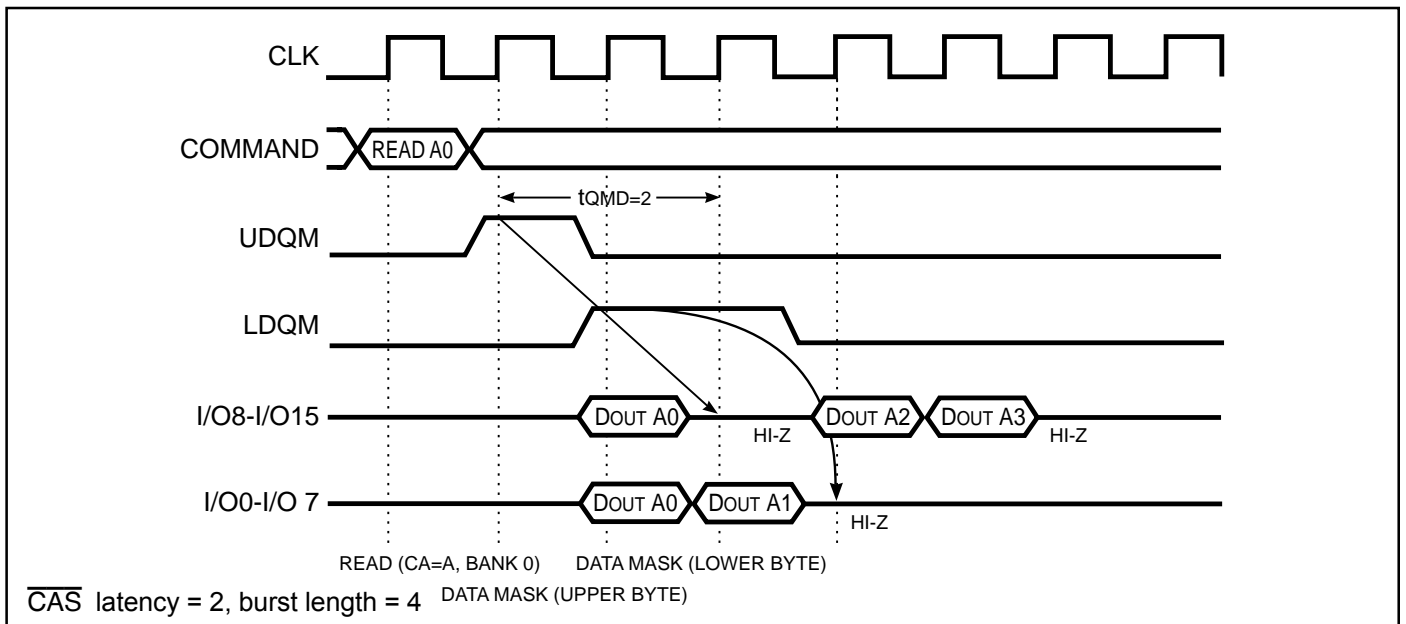 CLK
COMMAND
READ A0
tQMD=2
UDQM
LDQM
I/O8-I/O15
DOUT A0
HI-Z
DOUT A2
DOUT A3
HI-Z
I/O0-I/O 7
DOUT A0
DOUT A1
HI-Z
READ (CA=A, BANK 0)
DATA MASK (LOWER BYTE)
DATA MASK (UPPER BYTE)
CAS latency = 2, burst length = 4